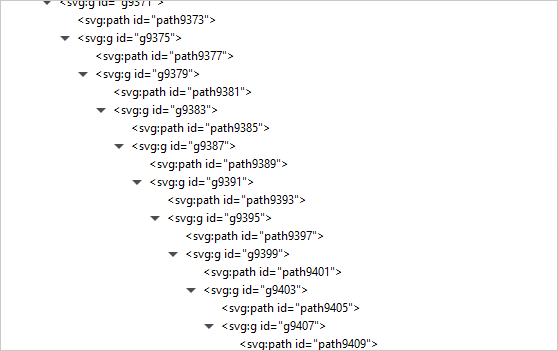 <svg:g id="g9371">
<svg:path id="path9373">
<svg:g id="g9375">
<svg:path id="path9377">
<svg:g id="g9379">
<svg:path id="path9381">
<svg:g id="g9383">
<svg:path id="path9385">
<svg:g id="g9387">
<svg:path id="path9389">
<svg:g id="g9391">
<svg:path id="path9393">
<svg:g id="g9395">
<svg:path id="path9397">
<svg:g id="g9399">
<svg:path id="path9401">
<svg:g id="g9403">
<svg:path id="path9405">
<svg:g id="g9407">
<svg:path id="path9409">